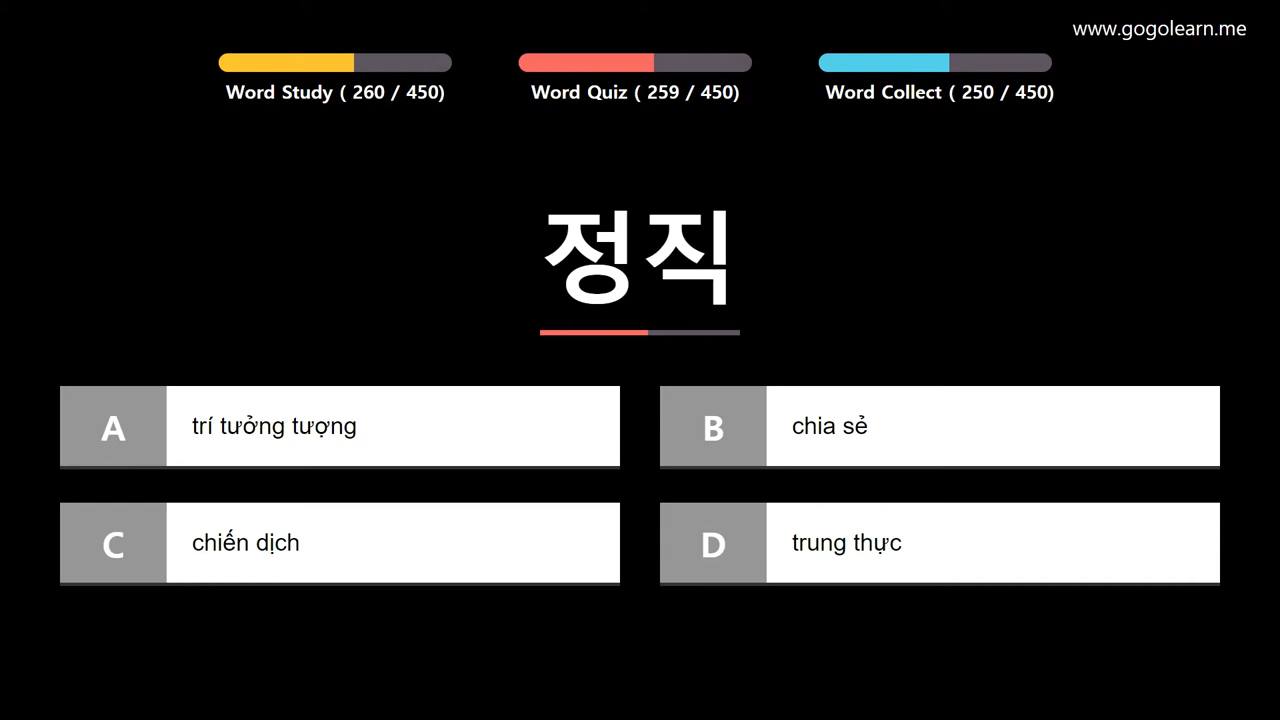 www.gogolearn.me
Word Study ( 260 / 450)
Word Quiz ( 259 / 450)
Word Collect ( 250 / 450)
정직
A
trí tưởng tượng
B
chia sẻ
C
chiến dịch
D
trung thực